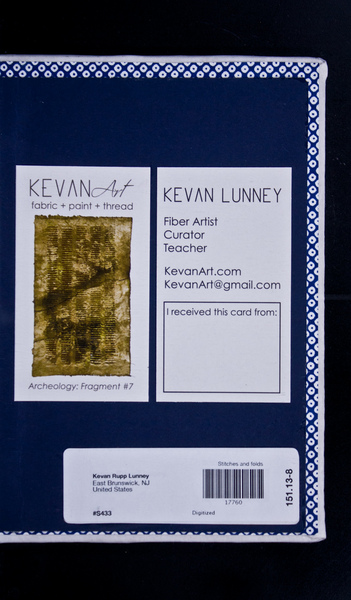 KEVAN Art
fabric + paint + thread
Archeology: Fragment #7
KEVAN LUNNEY
Fiber Artist
Curator
Teacher
KevanArt.com
KevanArt@gmail.com
I received this card from:
Stitches and folds
Kevan Rupp Lunney
East Brunswick, NJ
United States
17760
#S433
Digitized
151.13-8